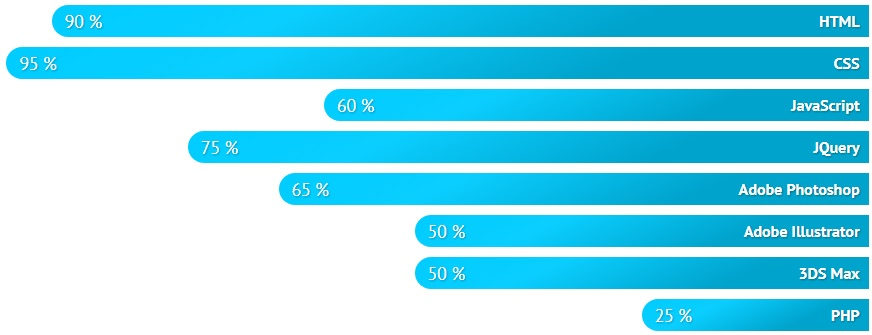 90 % HTML
95 % CSS
60 % JavaScript
75 % JQuery
65 % Adobe Photoshop
50 % Adobe Illustrator
50 % 3DS Max
25 % PHP